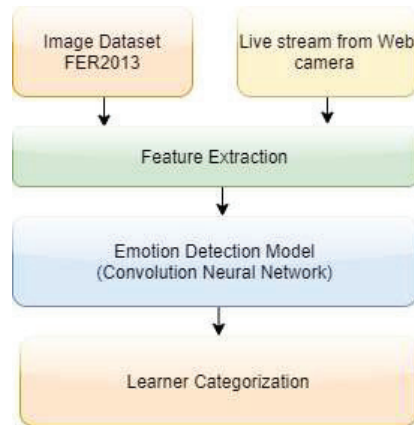 Image Dataset
FER2013
Live stream from Web
camera
Feature Extraction
Emotion Detection Model
(Convolution Neural Network)
Learner Categorization